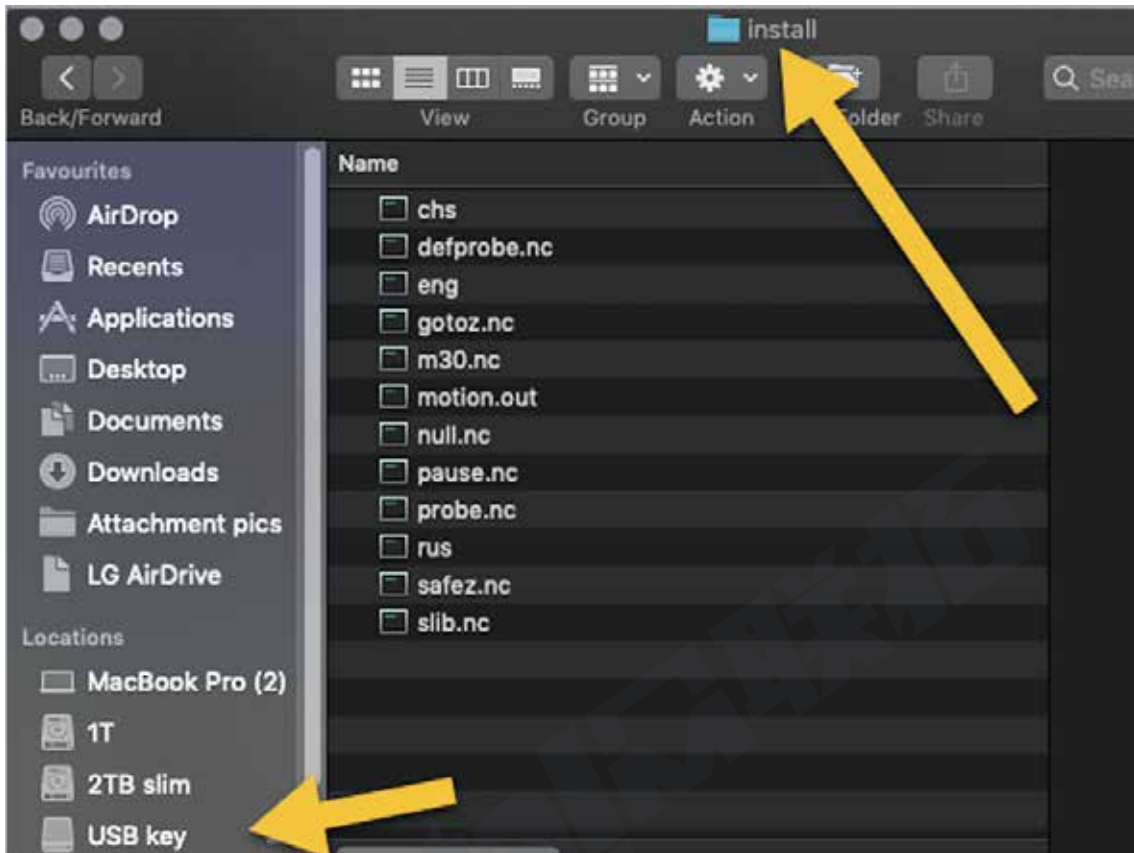 install
Back/Forward
View
Group
Action
older
Share
Sea
Favourites
AirDrop
Recents
Applications
Desktop
Documents
Downloads
Attachment pics
LG AirDrive
Locations
MacBook Pro (2)
1T
2TB slim
USB key
Name
chs
defprobe.nc
eng
gotoz.nc
m30.nc
motion.out
null.nc
pause.nc
probe.nc
rus
safez.nc
slib.nc